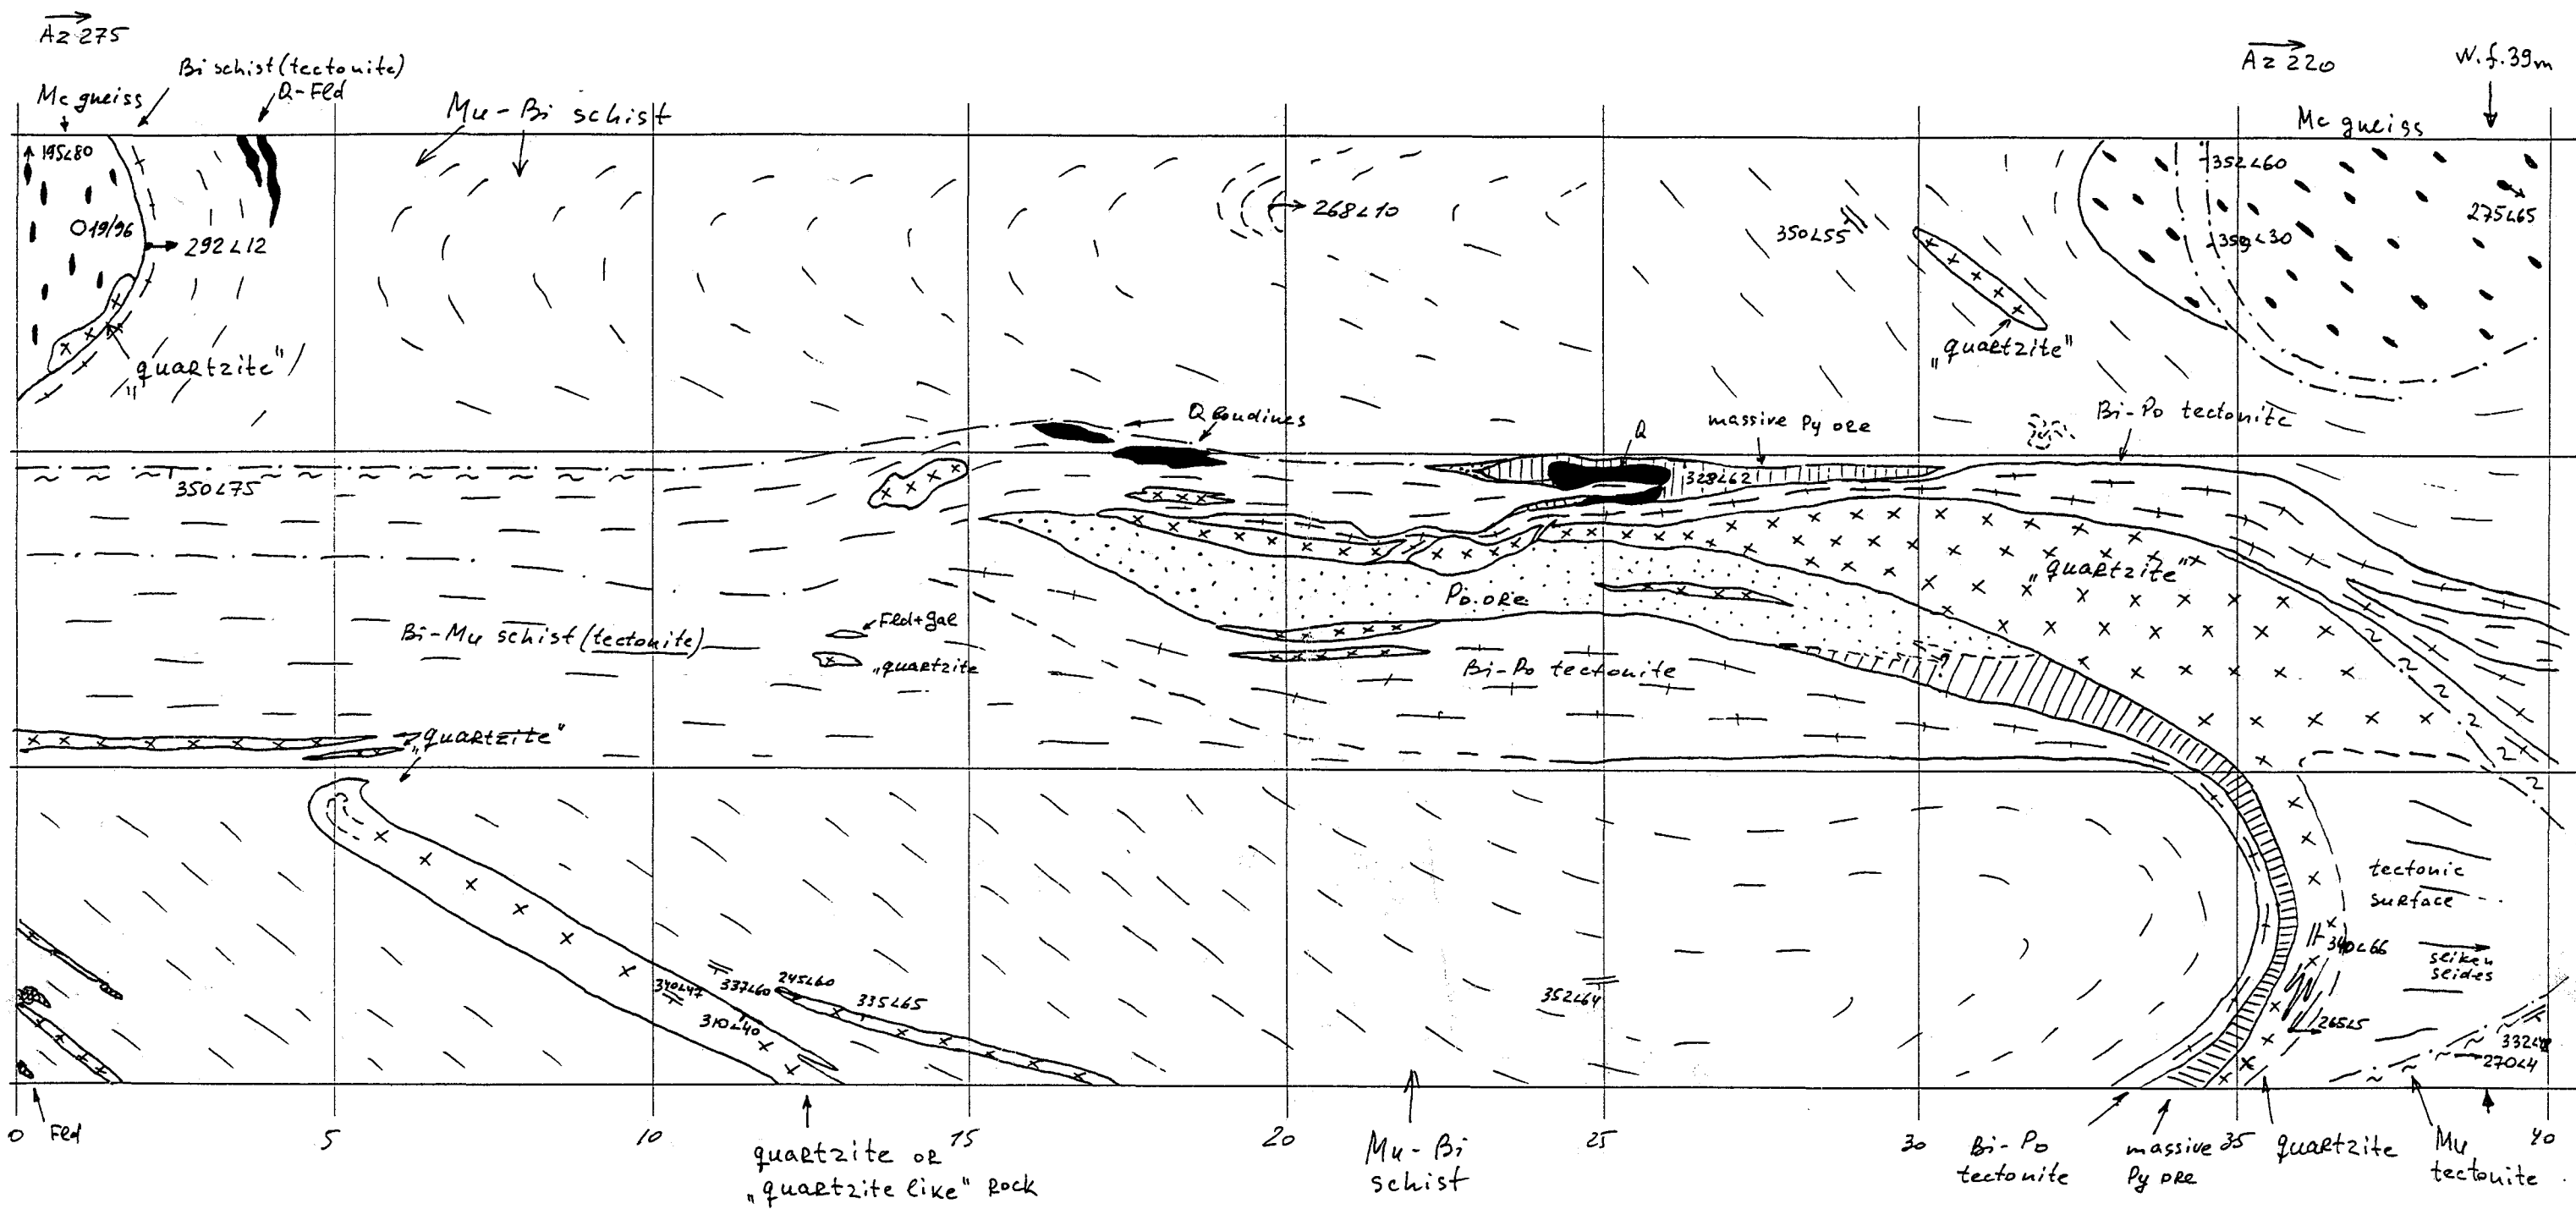 Az 275
Az 220
W.f.39m
Bi schist (tectonite)
Q-Fld
Mc gneiss
Mu-Bi schist
Mc gneiss
195∠80
352∠60
O19/96
268∠10
275∠65
292∠12
350∠55
359∠30
"quartzite"
"quartzite"
Q boudines
Q
massive Py ore
Bi-Po tectonite
350∠75
328∠62
"quartzite"
Po.ore
Fld+gal
Bi-Mu schist (tectonite)
"quartzite
Bi-Po tectonite
?
"quartzite"
tectonic
surface
340∠66
sliken
slides
340∠47
337∠60
245∠60
335∠65
352∠64
310∠40
265∠5
332∠48
270∠4
0
Fld
5
10
15
20
25
30
35
40
quartzite or
"quartzite like" rock
Mu-Bi
schist
Bi-Po
tectonite
massive
Py ore
quartzite
Mu
tectonite